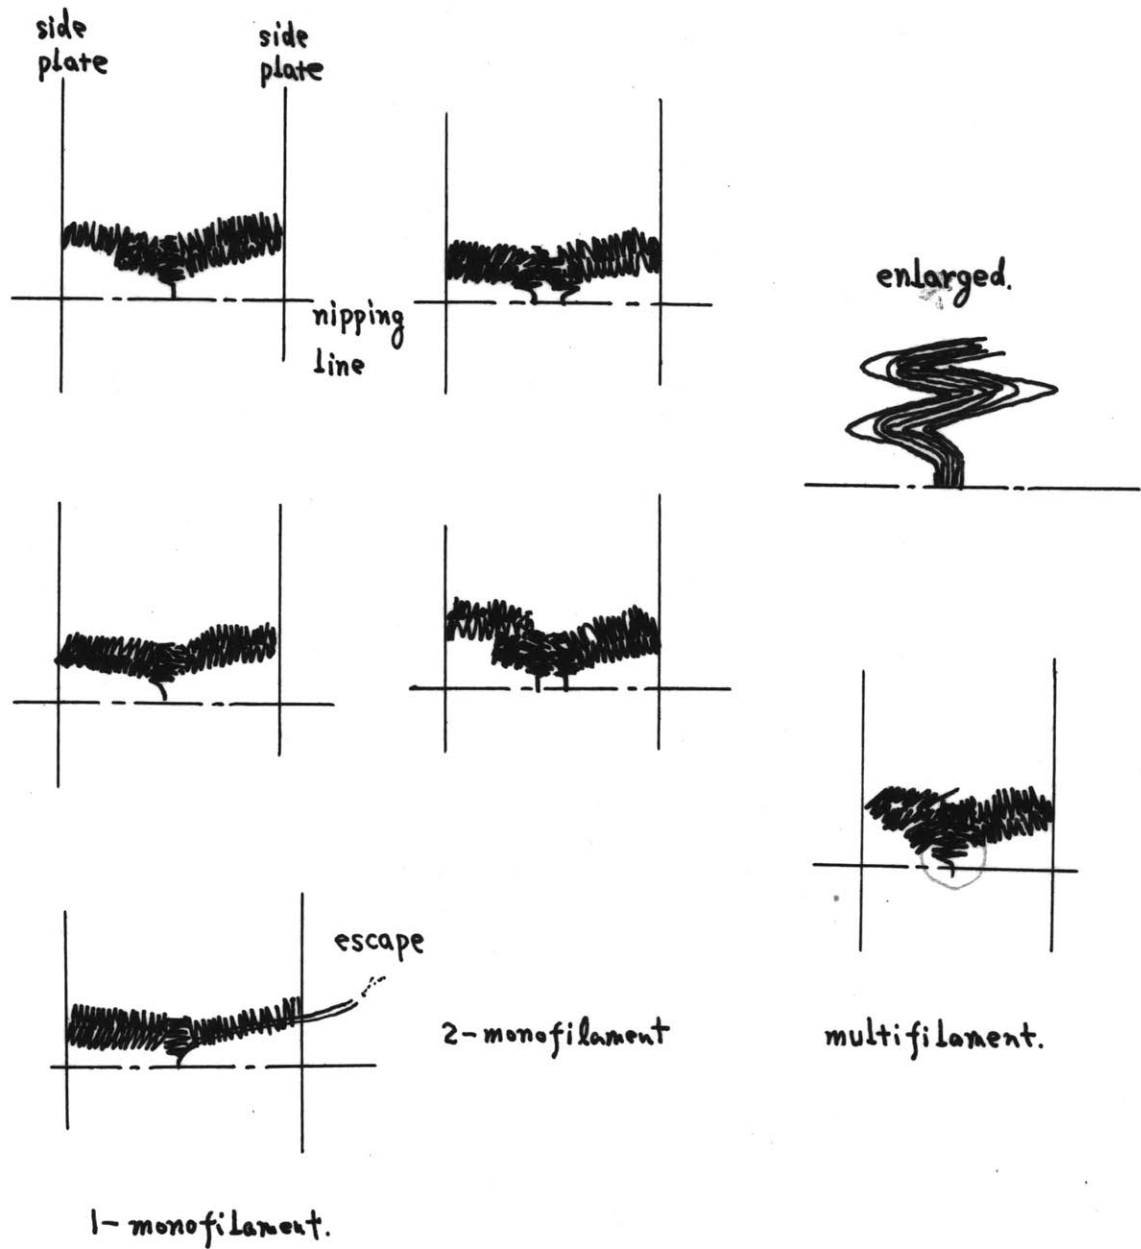 side
plate
side
plate
nipping
line
enlarged.
escape
2-monofilament
multifilament.
1-monofilament.